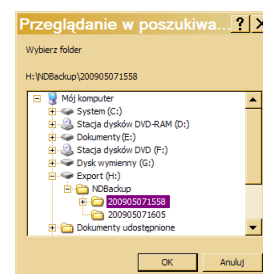 Przeglądanie w poszukiwa...
Wybierz folder
H:\NDBackup\200905071558
Mój komputer
System (C:)
Stacja dysków DVD-RAM (D:)
Dokumenty (E:)
Stacja dysków DVD (F:)
Dysk wymienny (G:)
Export (H:)
NDBackup
200905071558
200905071605
Dokumenty udostępnione
OK Anuluj